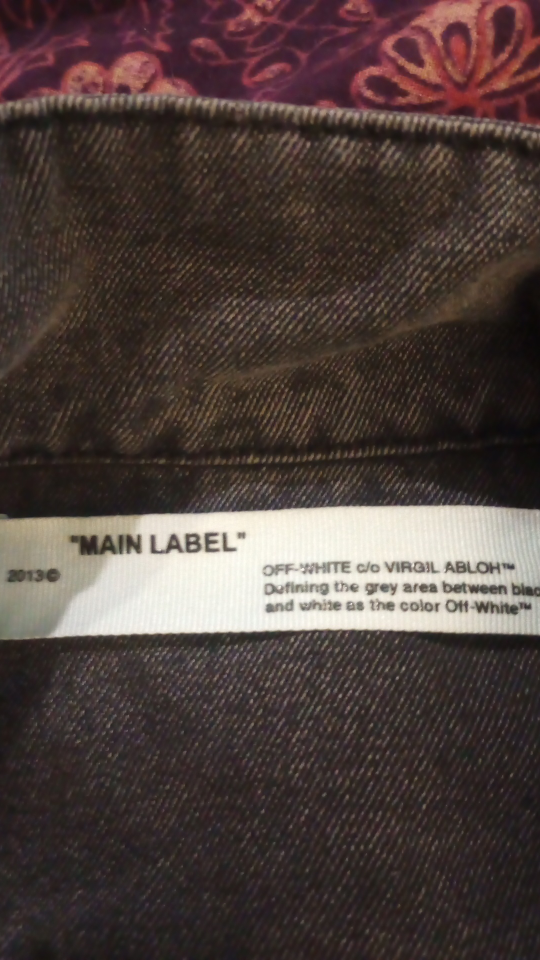 "MAIN LABEL"
2013©
OFF-WHITE c/o VIRGIL ABLOH™
Defining the grey area between blac
and white as the color Off-White™